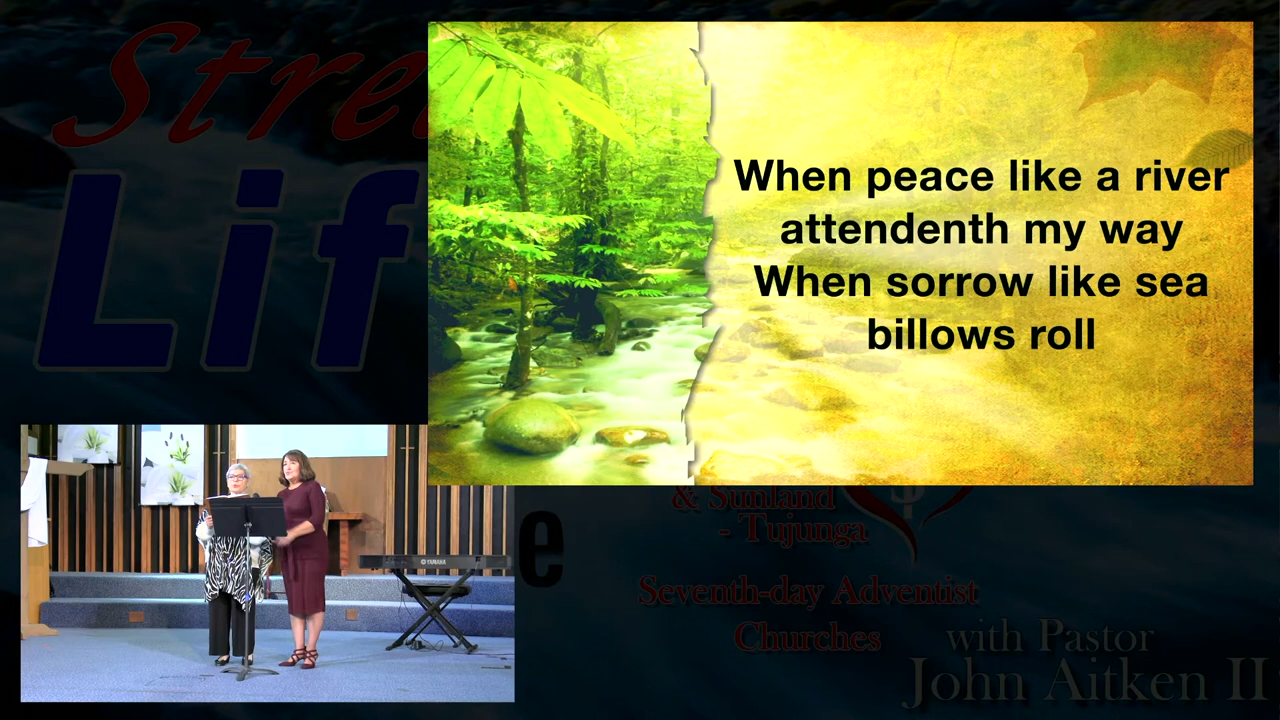 When peace like a river
attendenth my way
When sorrow like sea
billows roll
Stre
Lif
e
& Sunland
- Tujunga
Seventh-day Adventist
Churches
with Pastor
John Aitken II
YAMAHA